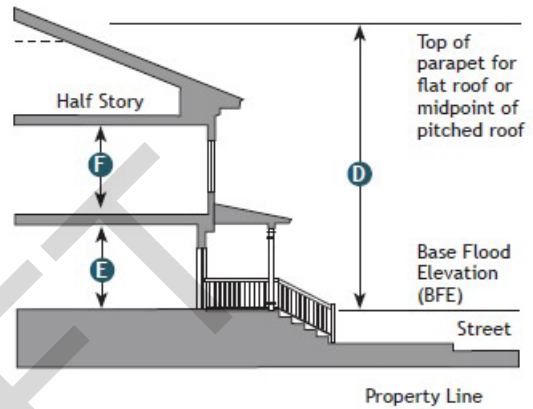 Top of
parapet for
flat roof or
midpoint of
pitched roof
Half Story
F
D
E
Base Flood
Elevation
(BFE)
Street
Property Line